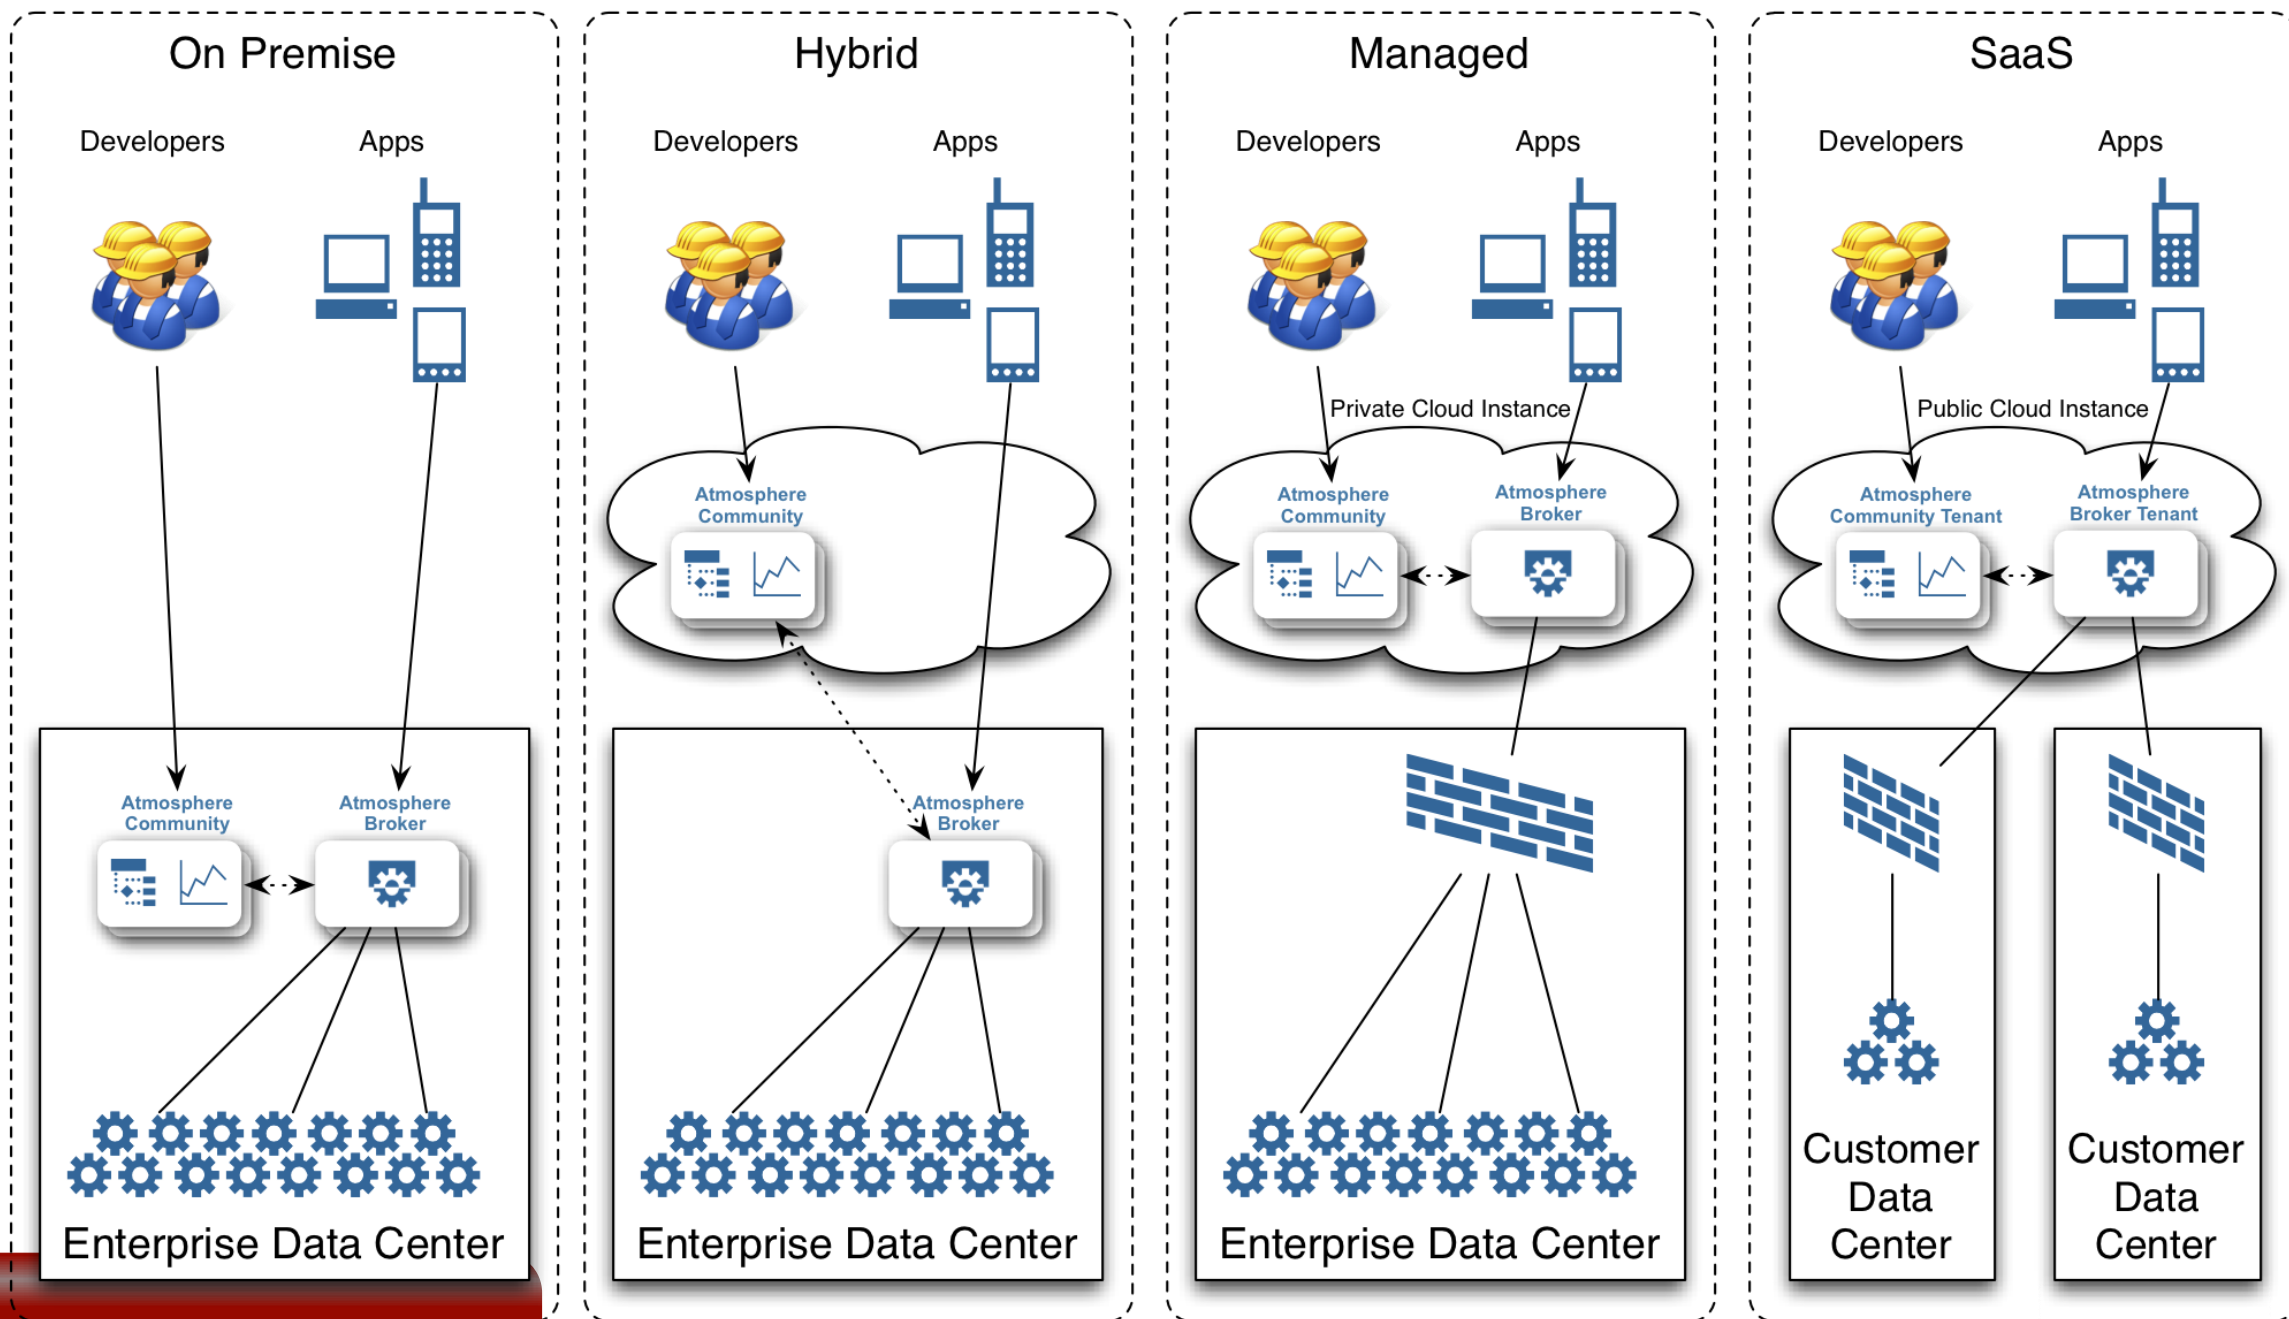 On Premise
Developers
Apps
Atmosphere
Community
Atmosphere
Broker
Enterprise Data Center
Hybrid
Developers
Apps
Atmosphere
Community
Atmosphere
Broker
Enterprise Data Center
Managed
Developers
Apps
Private Cloud Instance
Atmosphere
Community
Atmosphere
Broker
Enterprise Data Center
SaaS
Developers
Apps
Public Cloud Instance
Atmosphere
Community Tenant
Atmosphere
Broker Tenant
Customer
Data
Center
Customer
Data
Center